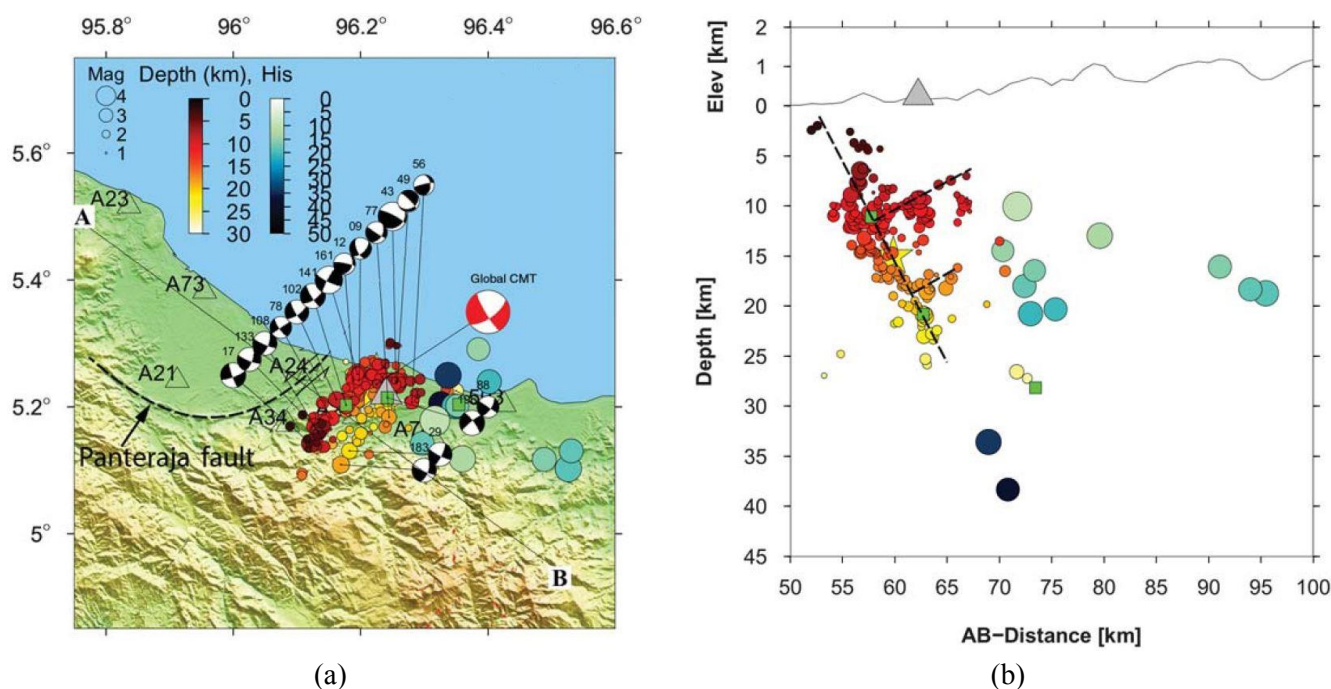 95.8° 96° 96.2° 96.4° 96.6°
Mag Depth (km), His
4
3
2
1
0
5
10
15
20
25
30
0
5
10
15
20
25
30
35
40
50
5.6°
5.4°
5.2°
5°
A23
A
A73
A21
A24
A34
A7
Panteraja fault
B
56
49
43
77
09
12
161
141
102
78
108
133
17
Global CMT
88
29
183
(a)
Elev [km]
2
1
0
Depth [km]
5
10
15
20
25
30
35
40
45
50 55 60 65 70 75 80 85 90 95 100
AB−Distance [km]
(b)